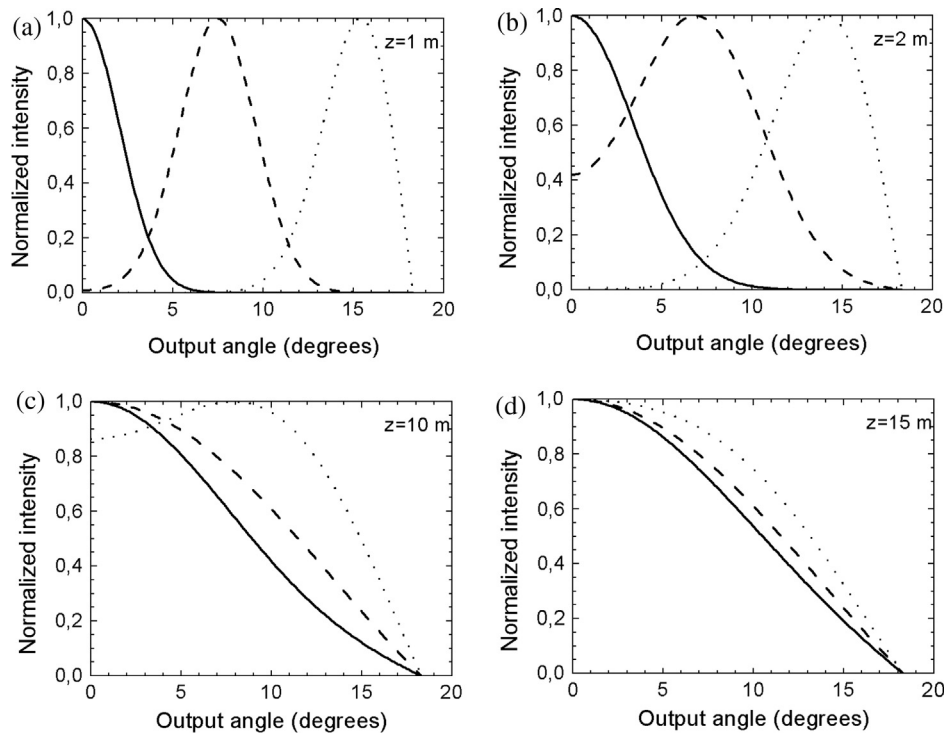 (a)
z=1 m
Normalized intensity
1,0
0,8
0,6
0,4
0,2
0,0
0 5 10 15 20
Output angle (degrees)
(b)
z=2 m
Normalized intensity
1,0
0,8
0,6
0,4
0,2
0,0
0 5 10 15 20
Output angle (degrees)
(c)
z=10 m
Normalized intensity
1,0
0,8
0,6
0,4
0,2
0,0
0 5 10 15 20
Output angle (degrees)
(d)
z=15 m
Normalized intensity
1,0
0,8
0,6
0,4
0,2
0,0
0 5 10 15 20
Output angle (degrees)